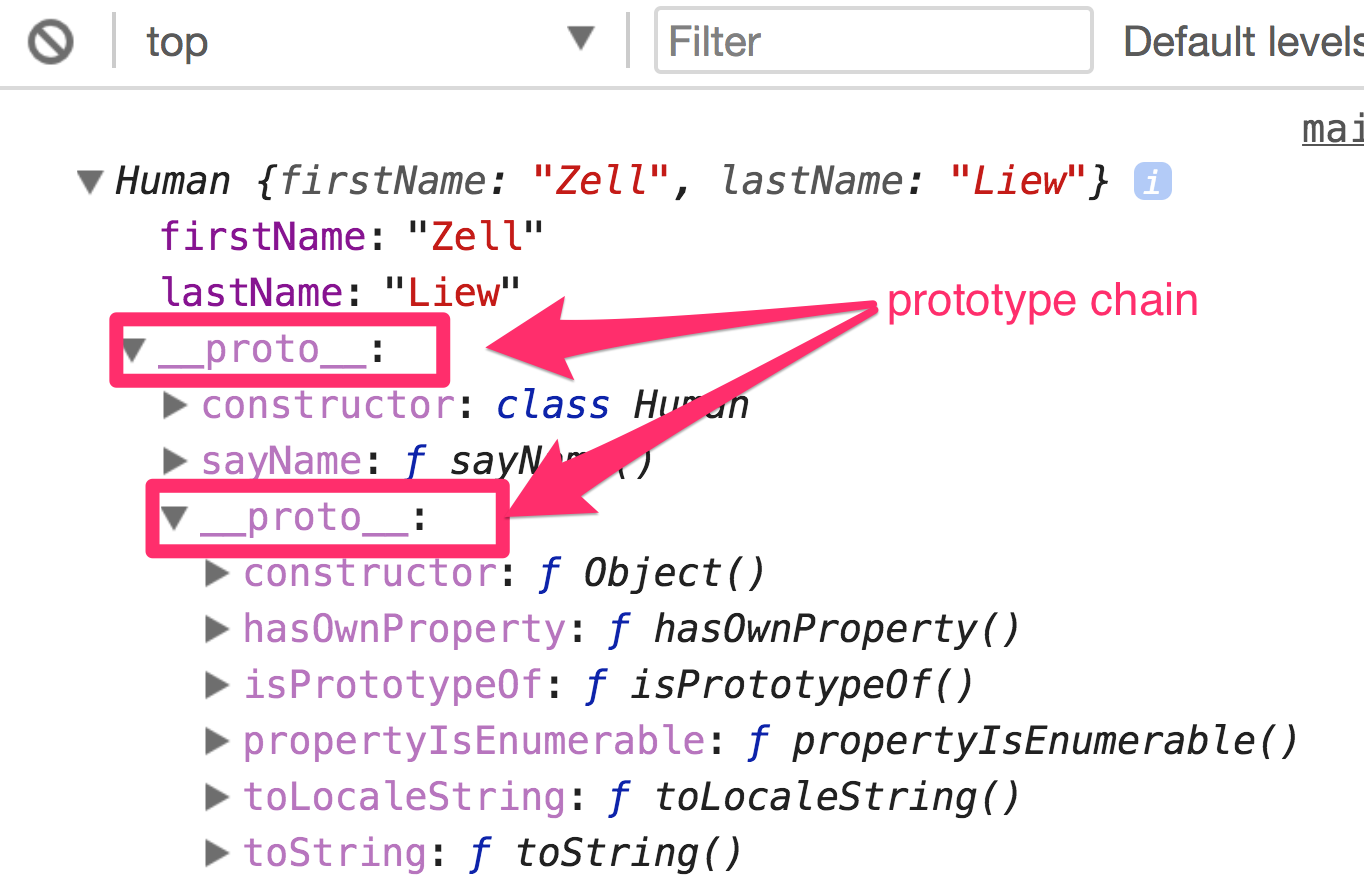 top Filter Default levels
mai
Human {firstName: "Zell", lastName: "Liew"} i
firstName: "Zell"
lastName: "Liew"
prototype chain
__proto__:
constructor: class Human
sayName: ƒ sayName()
__proto__:
constructor: ƒ Object()
hasOwnProperty: ƒ hasOwnProperty()
isPrototypeOf: ƒ isPrototypeOf()
propertyIsEnumerable: ƒ propertyIsEnumerable()
toLocaleString: ƒ toLocaleString()
toString: ƒ toString()